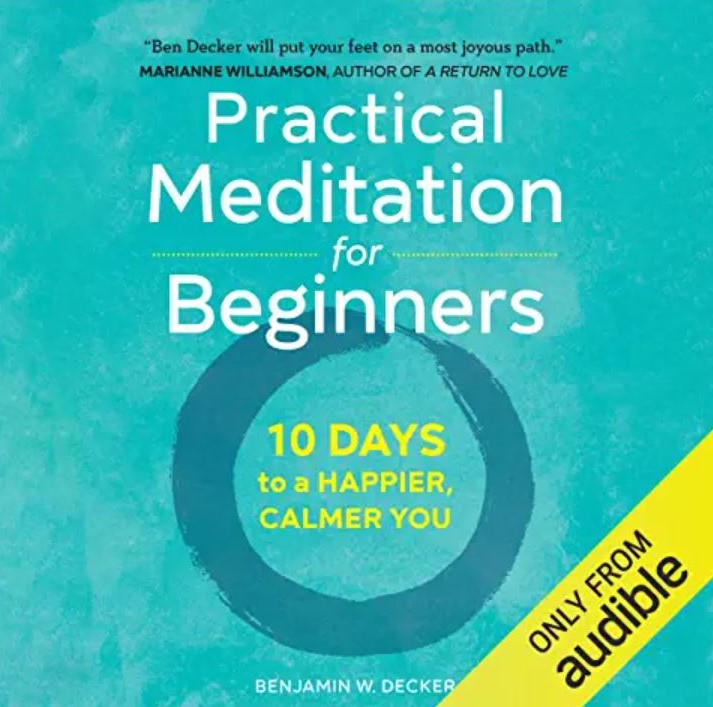 “Ben Decker will put your feet on a most joyous path.”
MARIANNE WILLIAMSON, AUTHOR OF A RETURN TO LOVE
Practical
Meditation
for
Beginners
10 DAYS
to a HAPPIER,
CALMER YOU
ONLY FROM
audible
BENJAMIN W. DECKER